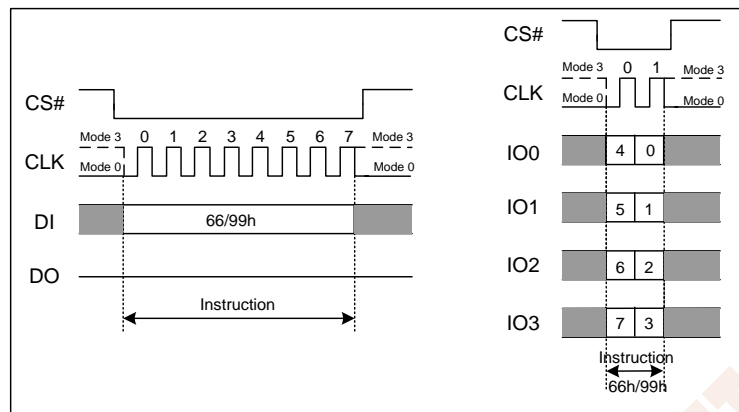 CS#
Mode 3 0 1 2 3 4 5 6 7 Mode 3
CLK
Mode 0 Mode 0
DI 66/99h
DO
Instruction
CS#
Mode 3 0 1 Mode 3
CLK
Mode 0 Mode 0
IO0 4 0
IO1 5 1
IO2 6 2
IO3 7 3
Instruction
66h/99h